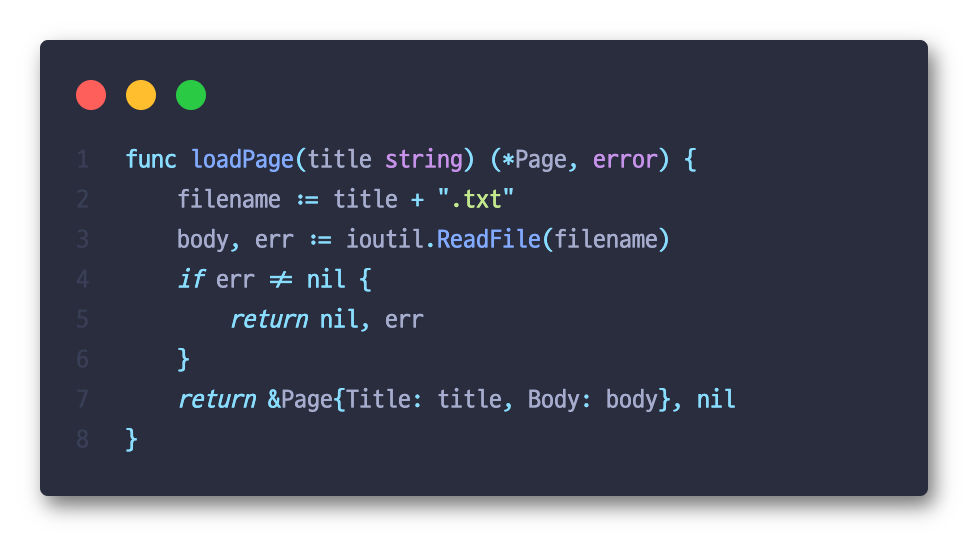 1 func loadPage(title string) (*Page, error) {
2     filename := title + ".txt"
3     body, err := ioutil.ReadFile(filename)
4     if err != nil {
5         return nil, err
6     }
7     return &Page{Title: title, Body: body}, nil
8 }